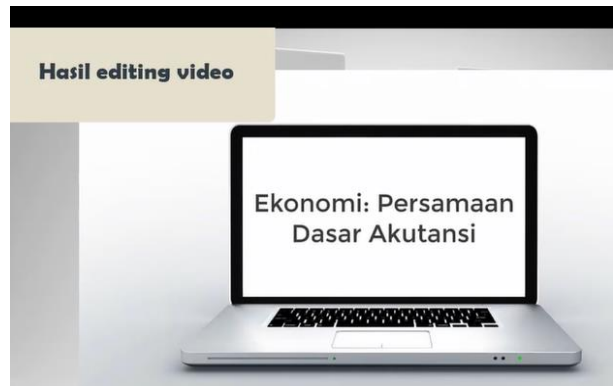 Hasil editing video
Ekonomi: Persamaan
Dasar Akutansi